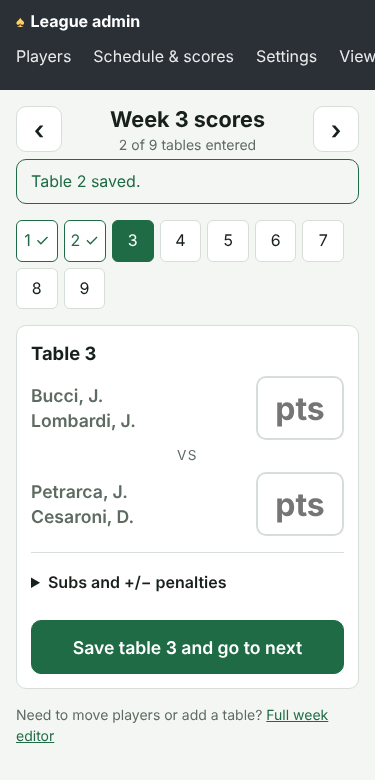 ♠ League admin
Players Schedule & scores Settings View
‹ Week 3 scores ›
2 of 9 tables entered
Table 2 saved.
1 ✓ 2 ✓ 3 4 5 6 7
8 9
Table 3
Bucci, J.
Lombardi, J.
pts
VS
Petrarca, J.
Cesaroni, D.
pts
▶ Subs and +/− penalties
Save table 3 and go to next
Need to move players or add a table? Full week
editor